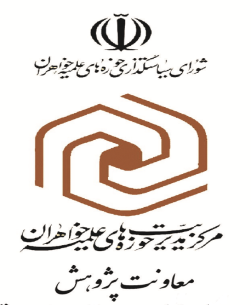 شورای سیاستگذاری حوزه های علمیه خواهران
مرکز مدیریت حوزه های علمیه خواهران
معاونت پژوهش